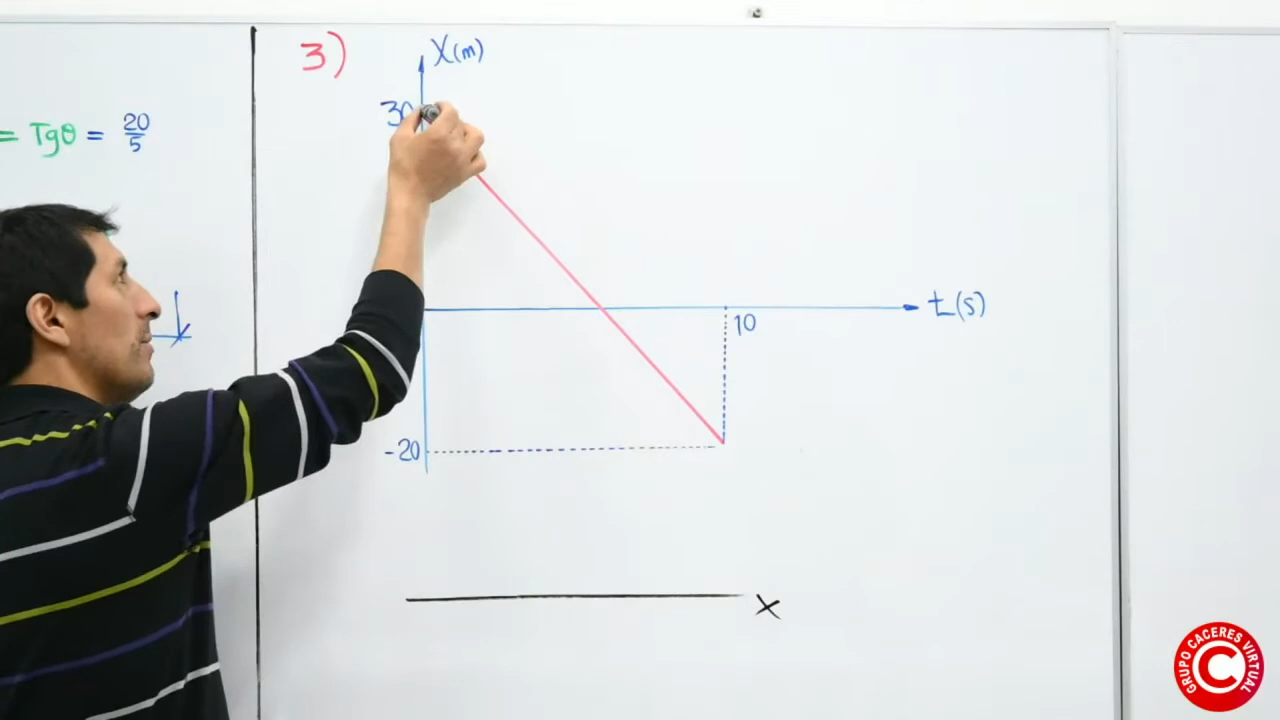 = Tgθ = 20/5
3)
X(m)
30
t(s)
10
-20
X
GRUPO CACERES VIRTUAL
C